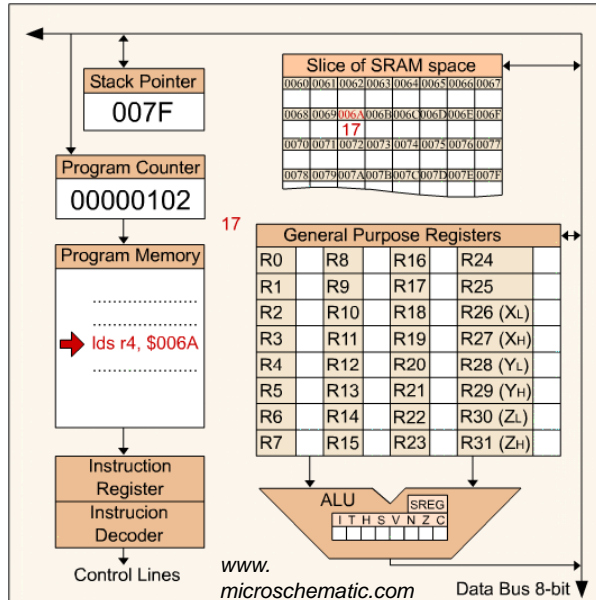 Stack Pointer
007F
Program Counter
00000102
Program Memory
....................
....................
lds r4, $006A
....................
Instruction
Register
Instrucion
Decoder
Control Lines
Slice of SRAM space
0060 0061 0062 0063 0064 0065 0066 0067
0068 0069 006A 006B 006C 006D 006E 006F
17
0070 0071 0072 0073 0074 0075 0076 0077
0078 0079 007A 007B 007C 007D 007E 007F
17
General Purpose Registers
R0 R8 R16 R24
R1 R9 R17 R25
R2 R10 R18 R26 (XL)
R3 R11 R19 R27 (XH)
R4 R12 R20 R28 (YL)
R5 R13 R21 R29 (YH)
R6 R14 R22 R30 (ZL)
R7 R15 R23 R31 (ZH)
ALU
SREG
I T H S V N Z C
www.
microschematic.com
Data Bus 8-bit